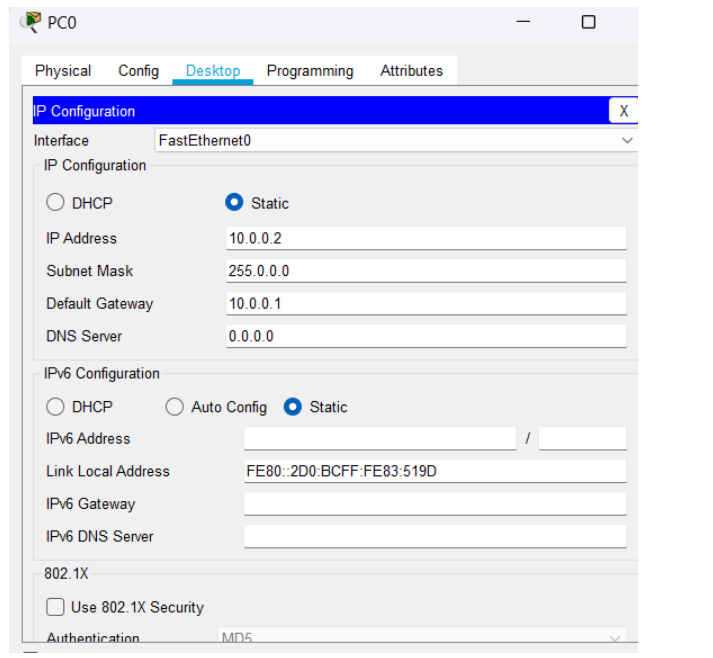 PC0
Physical Config Desktop Programming Attributes
IP Configuration X
Interface FastEthernet0
IP Configuration
DHCP Static
IP Address 10.0.0.2
Subnet Mask 255.0.0.0
Default Gateway 10.0.0.1
DNS Server 0.0.0.0
IPv6 Configuration
DHCP Auto Config Static
IPv6 Address /
Link Local Address FE80::2D0:BCFF:FE83:519D
IPv6 Gateway
IPv6 DNS Server
802.1X
Use 802.1X Security
Authentication MD5